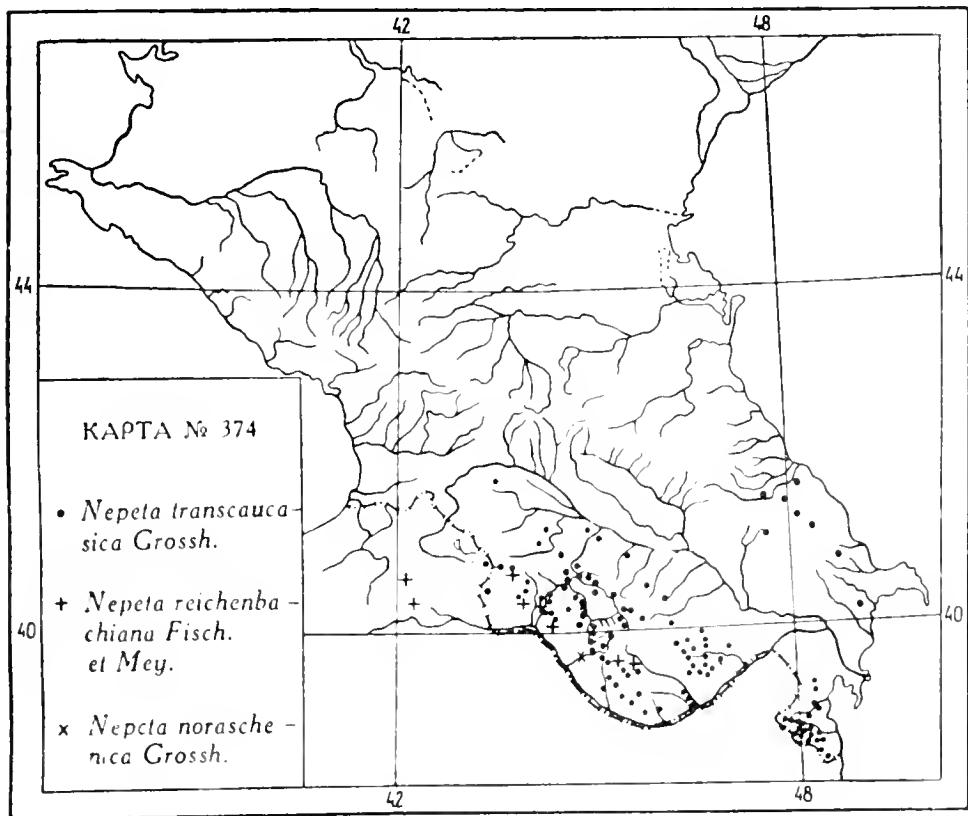 42 48
44 44
КАРТА № 374
• Nepeta transcauca-
sica Grossh.
+ Nepeta reichenba-
chiana Fisch.
et Mey.
x Nepeta norasche-
nica Grossh.
40 40
42 48